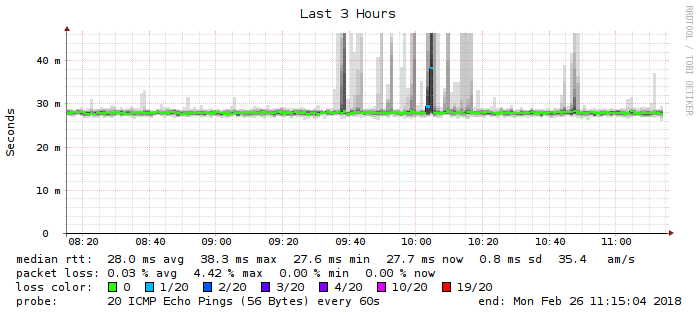 Last 3 Hours
RRDTOOL / TOBI OETIKER
Seconds
40 m
30 m
20 m
10 m
0
08:20 08:40 09:00 09:20 09:40 10:00 10:20 10:40 11:00
median rtt: 28.0 ms avg 38.3 ms max 27.6 ms min 27.7 ms now 0.8 ms sd 35.4 am/s
packet loss: 0.03 % avg 4.42 % max 0.00 % min 0.00 % now
loss color: 0 1/20 2/20 3/20 4/20 10/20 19/20
probe: 20 ICMP Echo Pings (56 Bytes) every 60s end: Mon Feb 26 11:15:04 2018